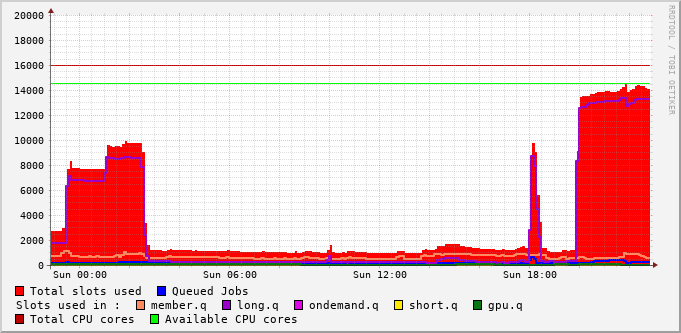 20000
18000
16000
14000
12000
10000
8000
6000
4000
2000
0
Sun 00:00 Sun 06:00 Sun 12:00 Sun 18:00
Total slots used Queued Jobs
Slots used in : member.q long.q ondemand.q short.q gpu.q
Total CPU cores Available CPU cores
RRDTOOL / TOBI OETIKER